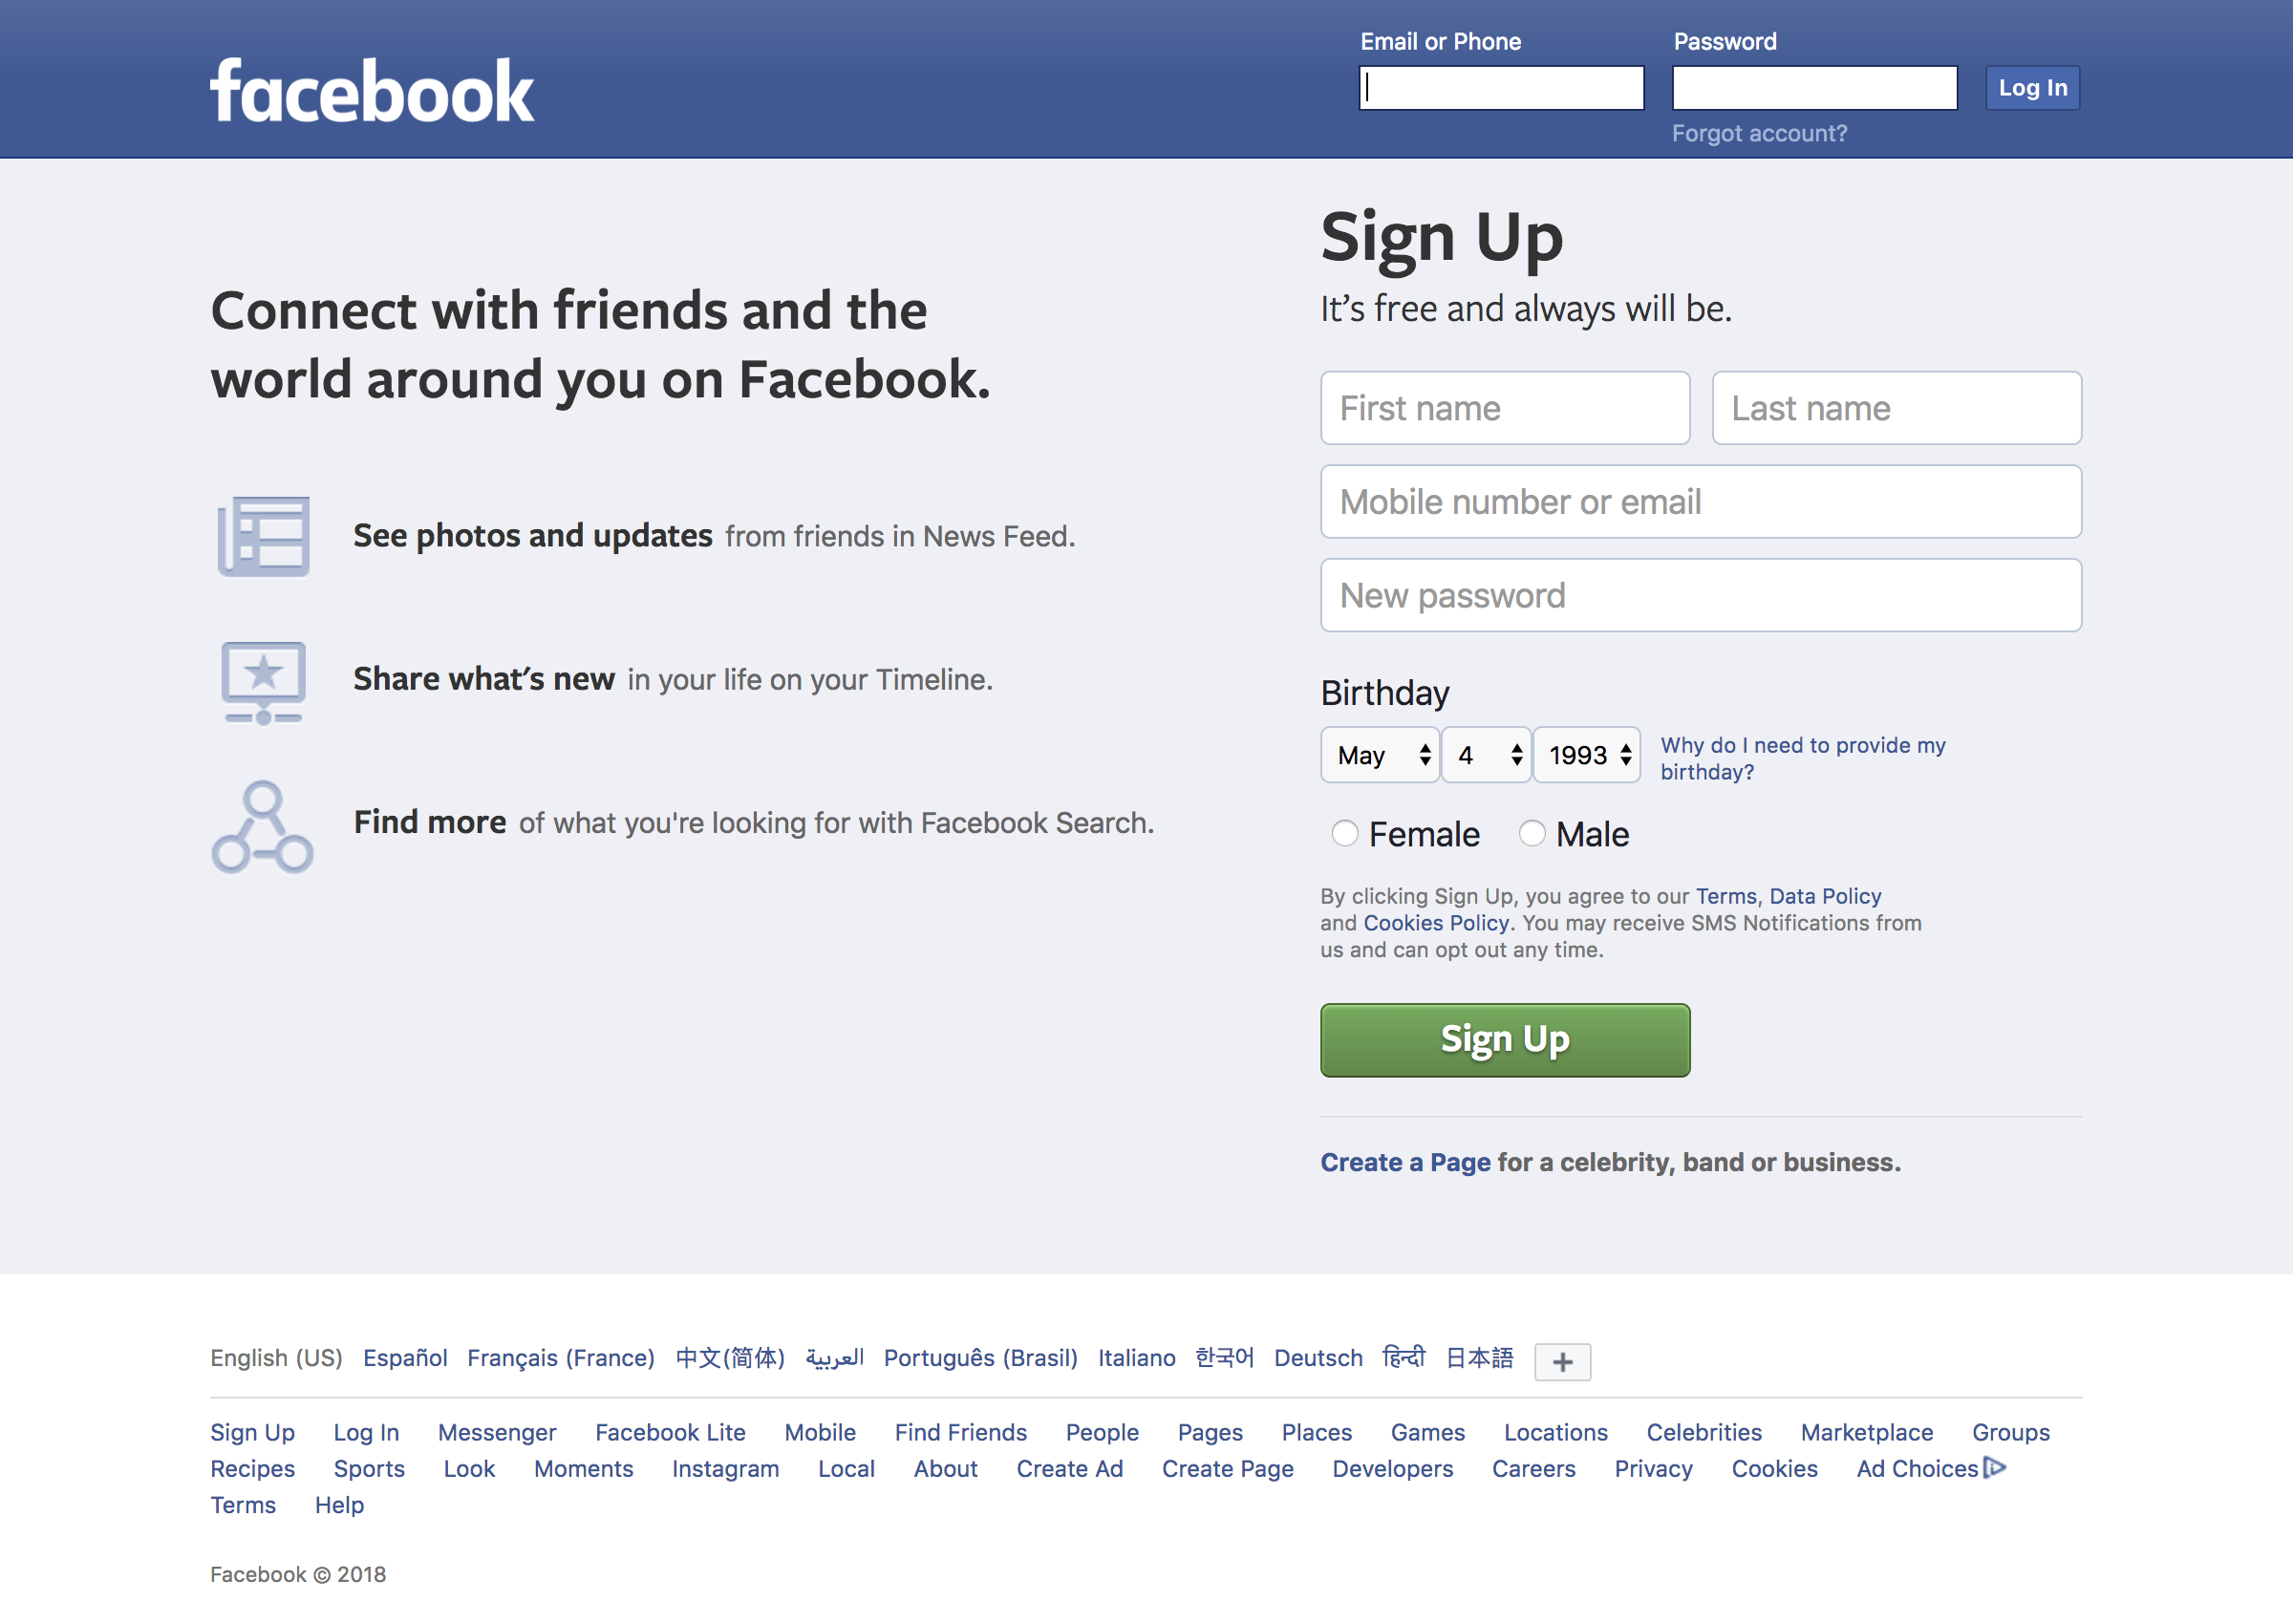 facebook
Email or Phone
Password
Log In
Forgot account?
Connect with friends and the
world around you on Facebook.
See photos and updates from friends in News Feed.
Share what's new in your life on your Timeline.
Find more of what you're looking for with Facebook Search.
Sign Up
It’s free and always will be.
First name
Last name
Mobile number or email
New password
Birthday
May 4 1993
Why do I need to provide my
birthday?
Female Male
By clicking Sign Up, you agree to our Terms, Data Policy
and Cookies Policy. You may receive SMS Notifications from
us and can opt out any time.
Sign Up
Create a Page for a celebrity, band or business.
English (US) Español Français (France) 中文(简体) العربية Português (Brasil) Italiano 한국어 Deutsch हिन्दी 日本語 +
Sign Up Log In Messenger Facebook Lite Mobile Find Friends People Pages Places Games Locations Celebrities Marketplace Groups
Recipes Sports Look Moments Instagram Local About Create Ad Create Page Developers Careers Privacy Cookies Ad Choices
Terms Help
Facebook © 2018